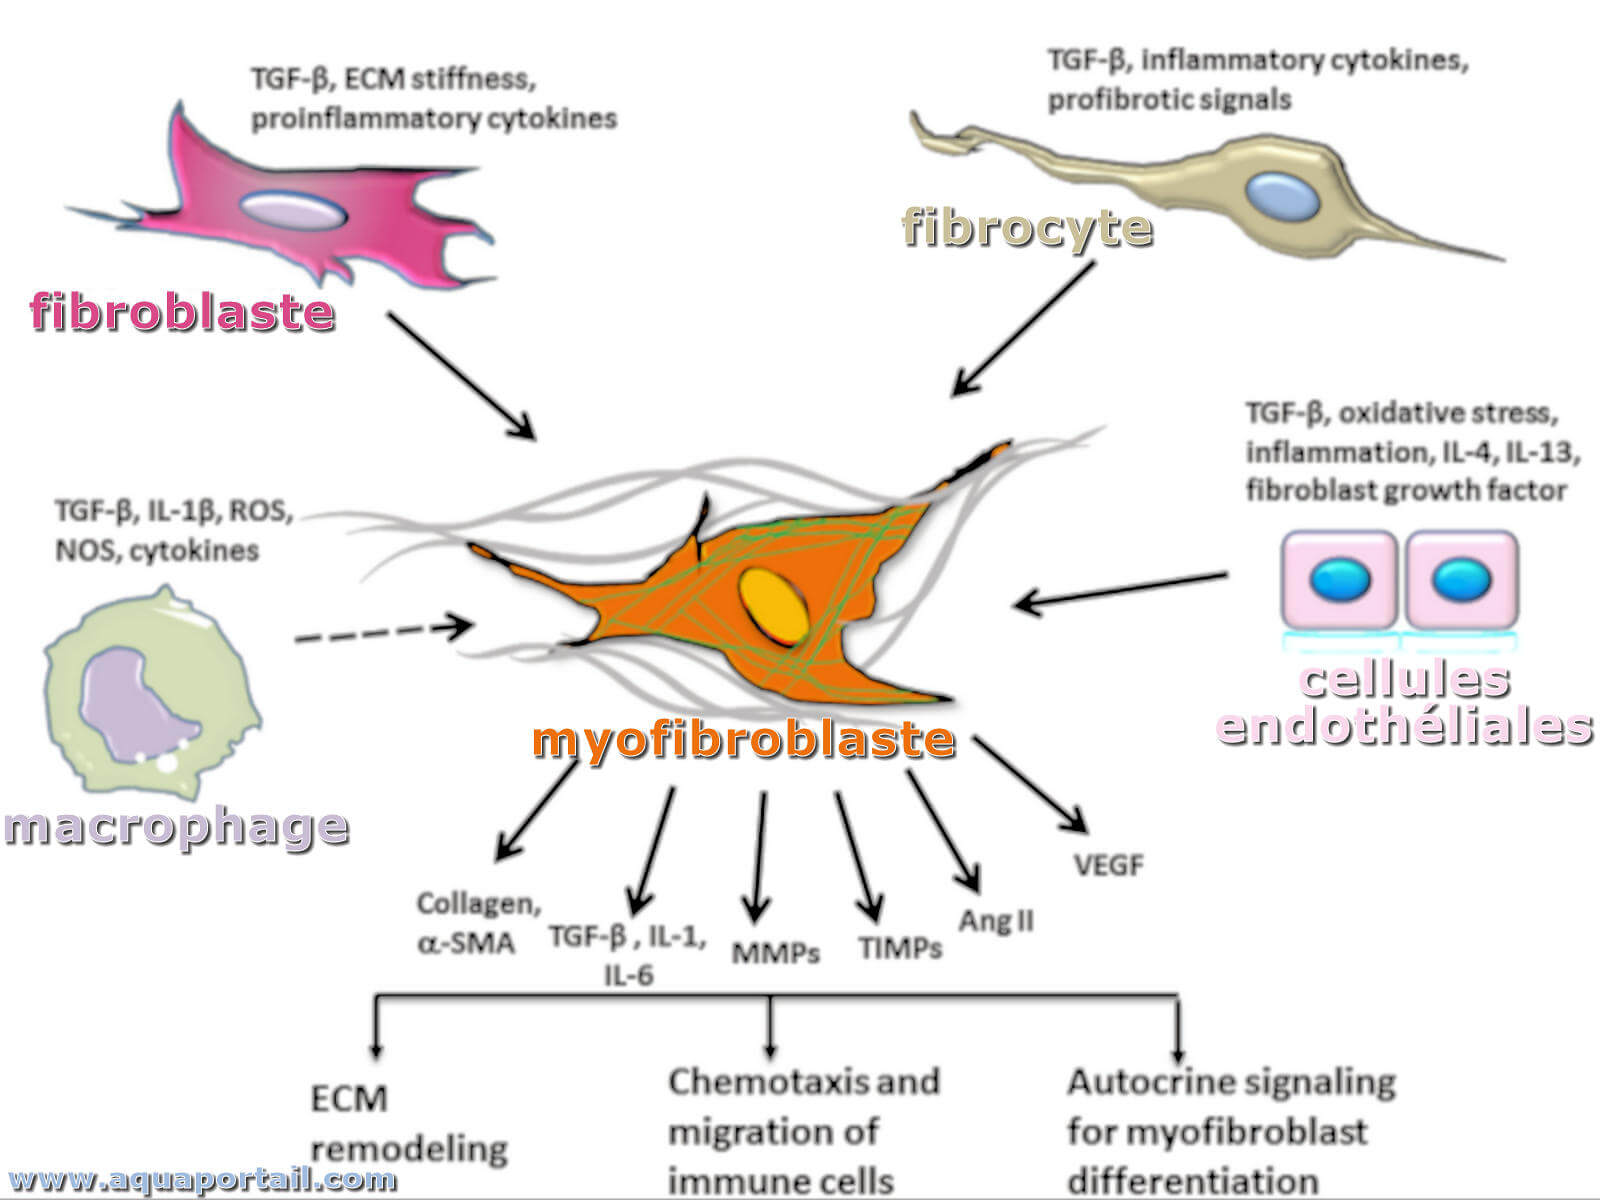 TGF-β, ECM stiffness,
proinflammatory cytokines
fibroblaste
TGF-β, inflammatory cytokines,
profibrotic signals
fibrocyte
TGF-β, oxidative stress,
inflammation, IL-4, IL-13,
fibroblast growth factor
cellules
endothéliales
TGF-β, IL-1β, ROS,
NOS, cytokines
macrophage
myofibroblaste
Collagen,
α-SMA
TGF-β , IL-1,
IL-6
MMPs
TIMPs
Ang II
VEGF
ECM
remodeling
Chemotaxis and
migration of
immune cells
Autocrine signaling
for myofibroblast
differentiation
www.aquaportail.com